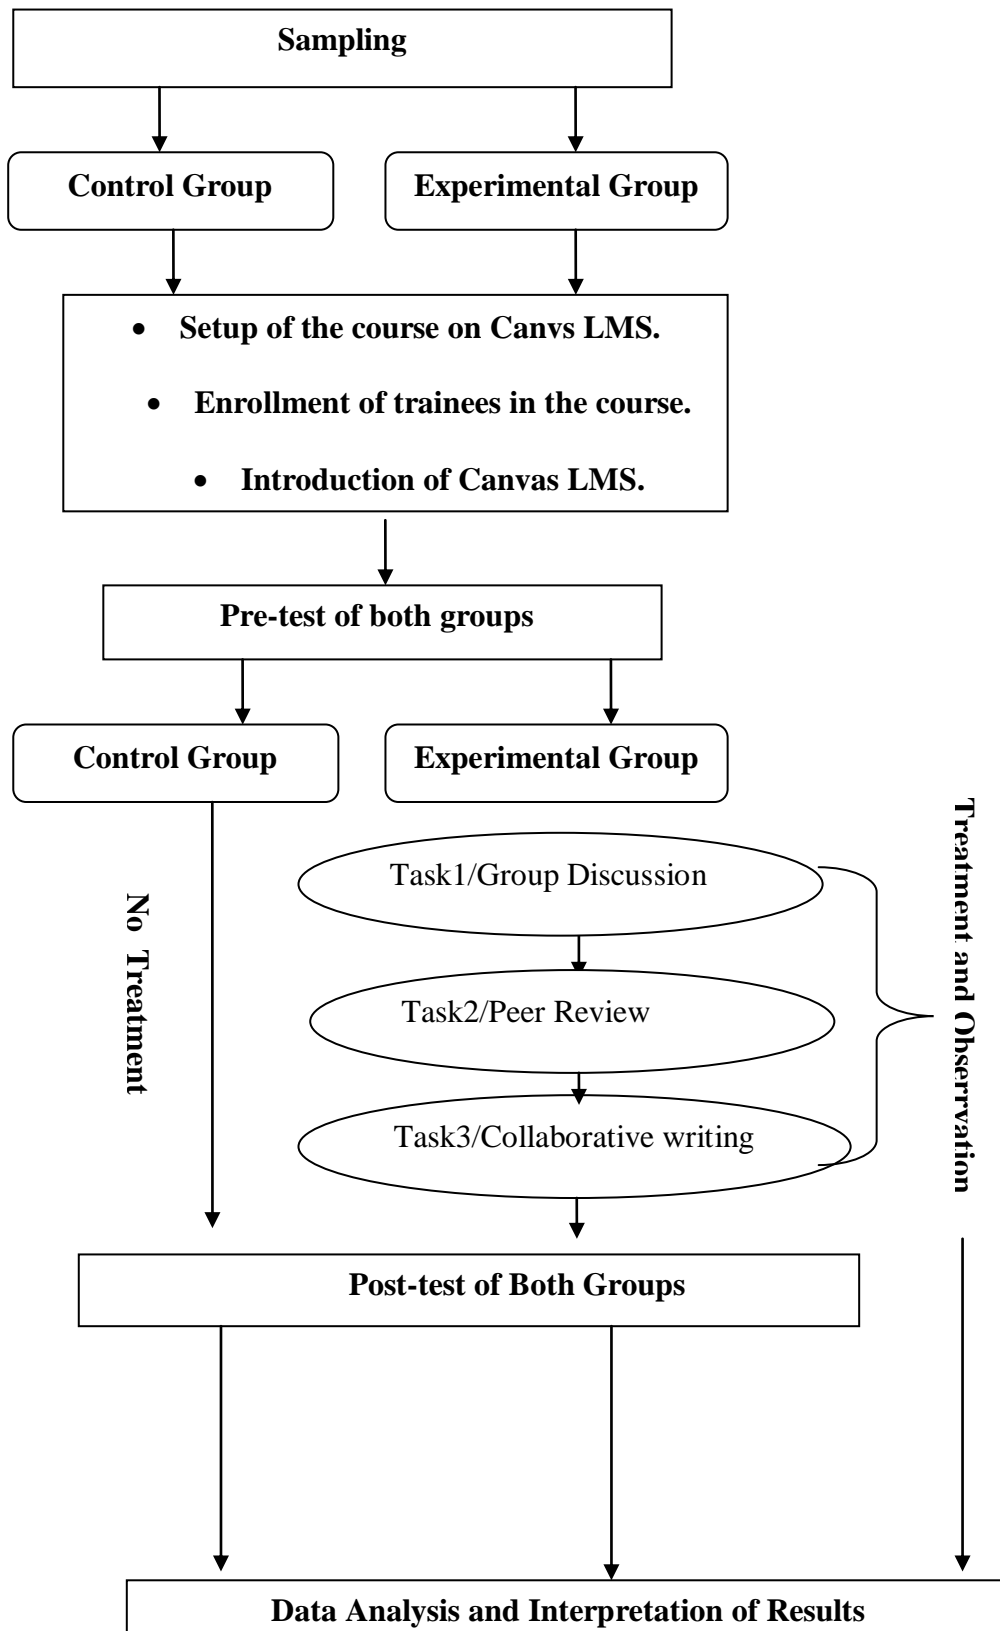 Sampling
Control Group
Experimental Group
• Setup of the course on Canvs LMS.
• Enrollment of trainees in the course.
• Introduction of Canvas LMS.
Pre-test of both groups
Control Group
Experimental Group
No Treatment
Task1/Group Discussion
Task2/Peer Review
Task3/Collaborative writing
Treatment and Observation
Post-test of Both Groups
Data Analysis and Interpretation of Results